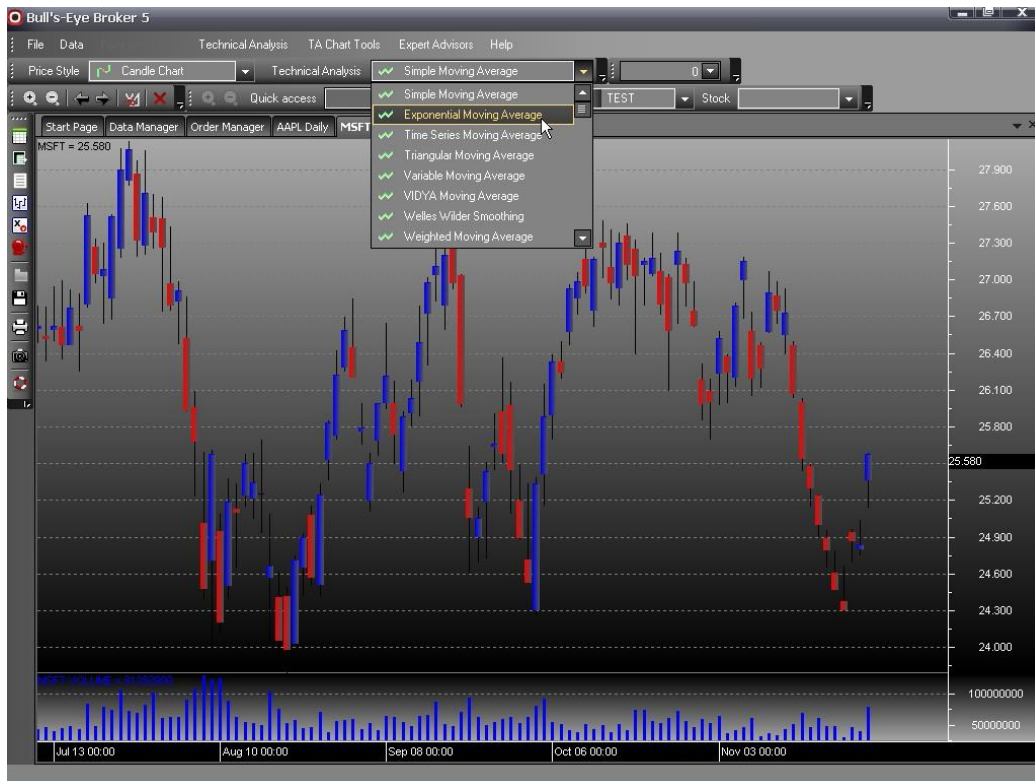 Bull's-Eye Broker 5
File Data Technical Analysis TA Chart Tools Expert Advisors Help
Price Style Candle Chart Technical Analysis Simple Moving Average 0
Quick access TEST Stock
Simple Moving Average
Exponential Moving Average
Time Series Moving Average
Triangular Moving Average
Variable Moving Average
VIDYA Moving Average
Welles Wilder Smoothing
Weighted Moving Average
Start Page Data Manager Order Manager AAPL Daily MSFT
MSFT = 25.580
27.900
27.600
27.300
27.000
26.700
26.400
26.100
25.800
25.580
25.200
24.900
24.600
24.300
24.000
MSFT VOLUME =
100000000
50000000
Jul 13 00:00 Aug 10 00:00 Sep 08 00:00 Oct 06 00:00 Nov 03 00:00